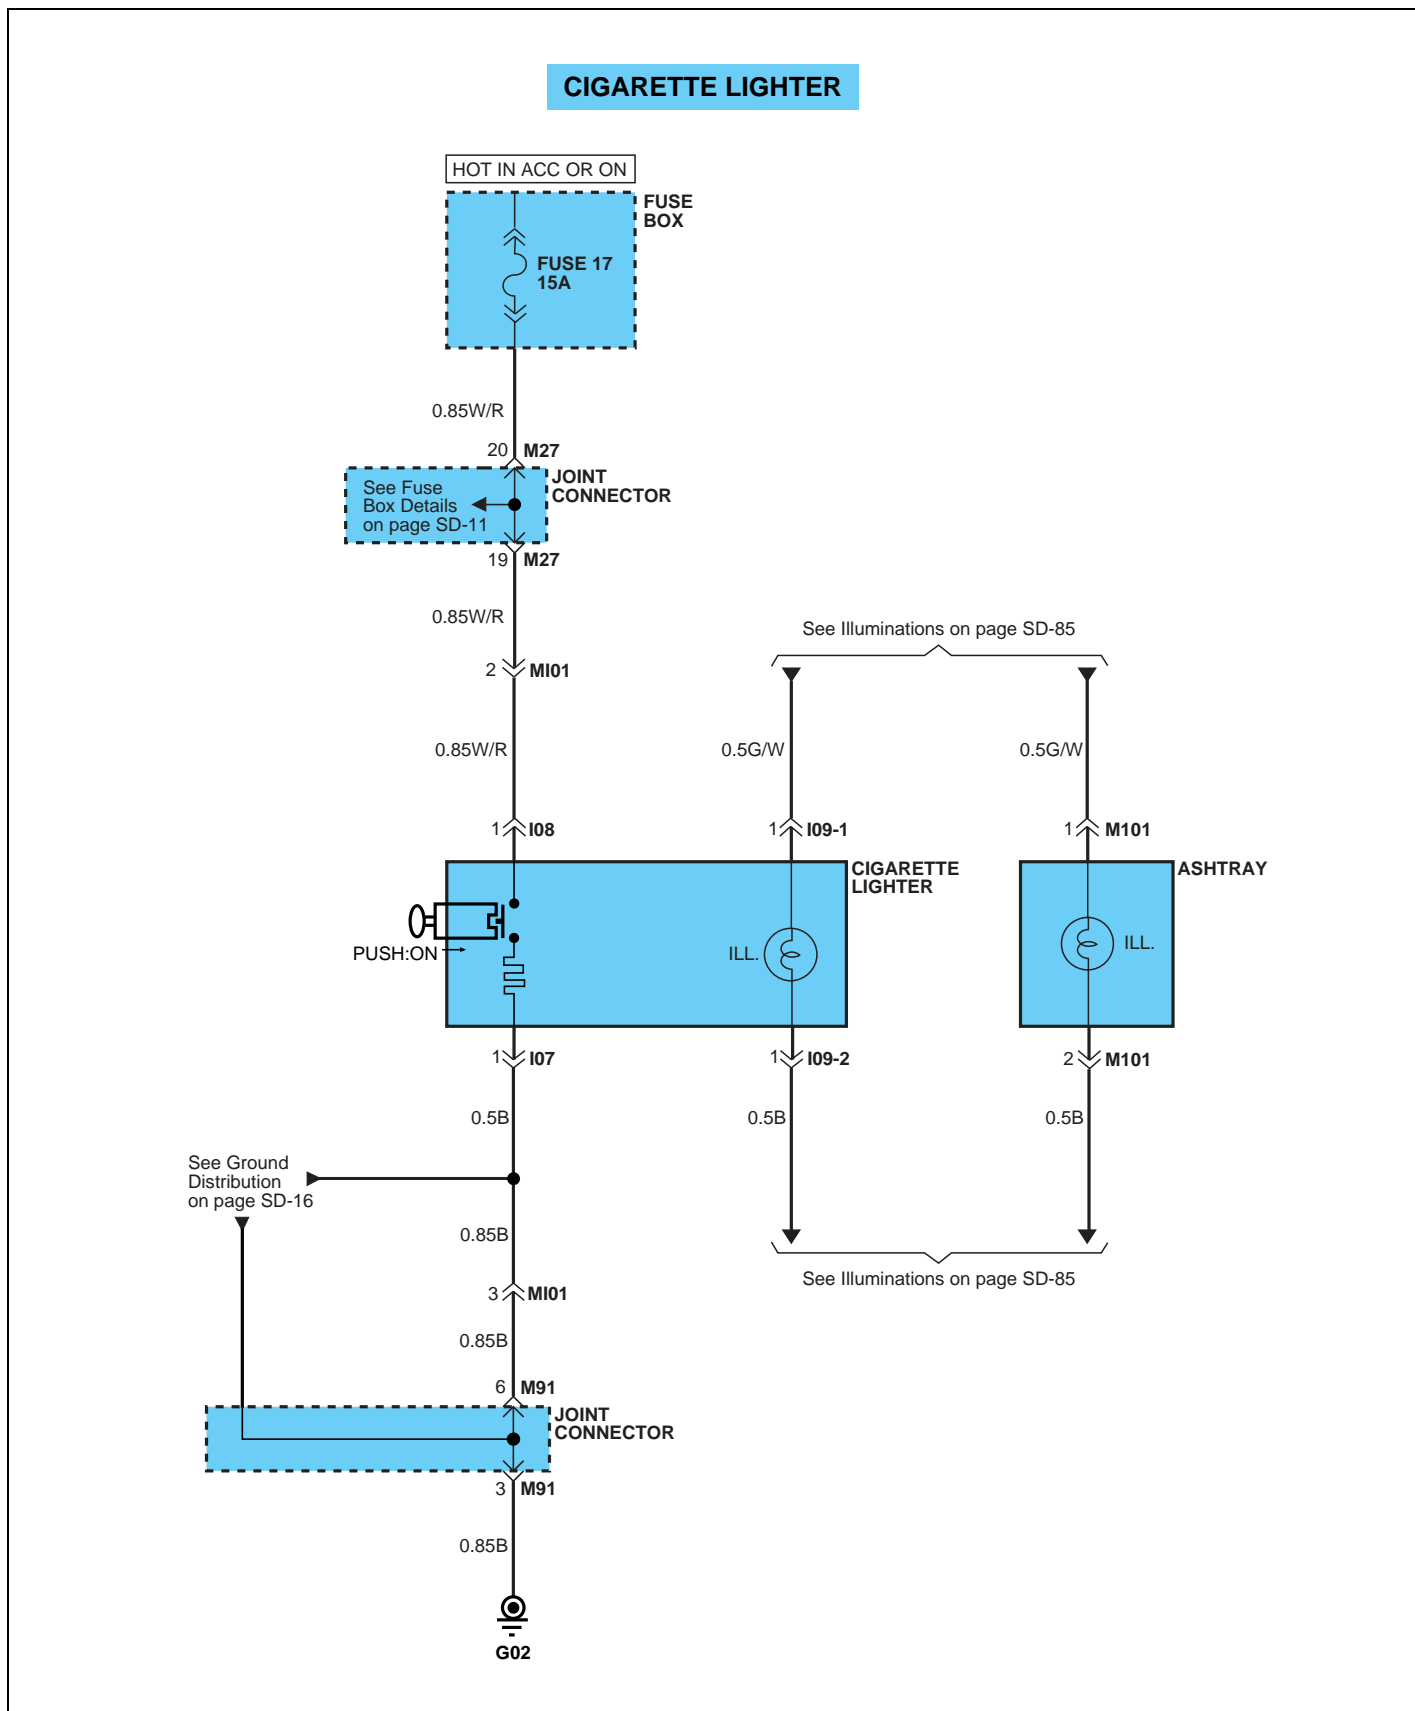 CIGARETTE LIGHTER
HOT IN ACC OR ON
FUSE
BOX
FUSE 17
15A
0.85W/R
20 M27
JOINT
CONNECTOR
See Fuse
Box Details
on page SD-11
19 M27
0.85W/R
See Illuminations on page SD-85
2 MI01
0.85W/R
0.5G/W
0.5G/W
1 I08
1 I09-1
1 M101
CIGARETTE
LIGHTER
ASHTRAY
PUSH:ON
ILL.
ILL.
1 I07
1 I09-2
2 M101
0.5B
0.5B
0.5B
See Ground
Distribution
on page SD-16
0.85B
See Illuminations on page SD-85
3 MI01
0.85B
6 M91
JOINT
CONNECTOR
3 M91
0.85B
G02